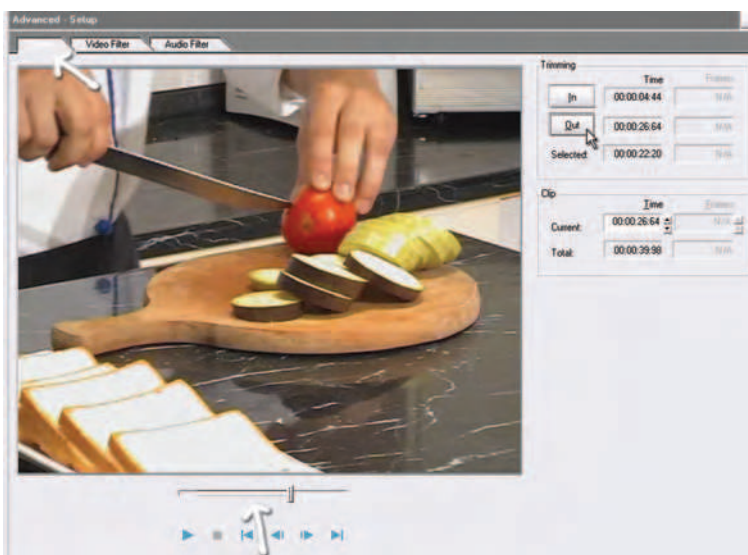 Advanced - Setup
Video Filter Audio Filter
Trimming
Time Frames
In 00:00:04:44 N/A
Out 00:00:26:64 N/A
Selected: 00:00:22:20 N/A
Clip
Time Frames
Current: 00:00:26:64 N/A
Total: 00:00:39:98 N/A